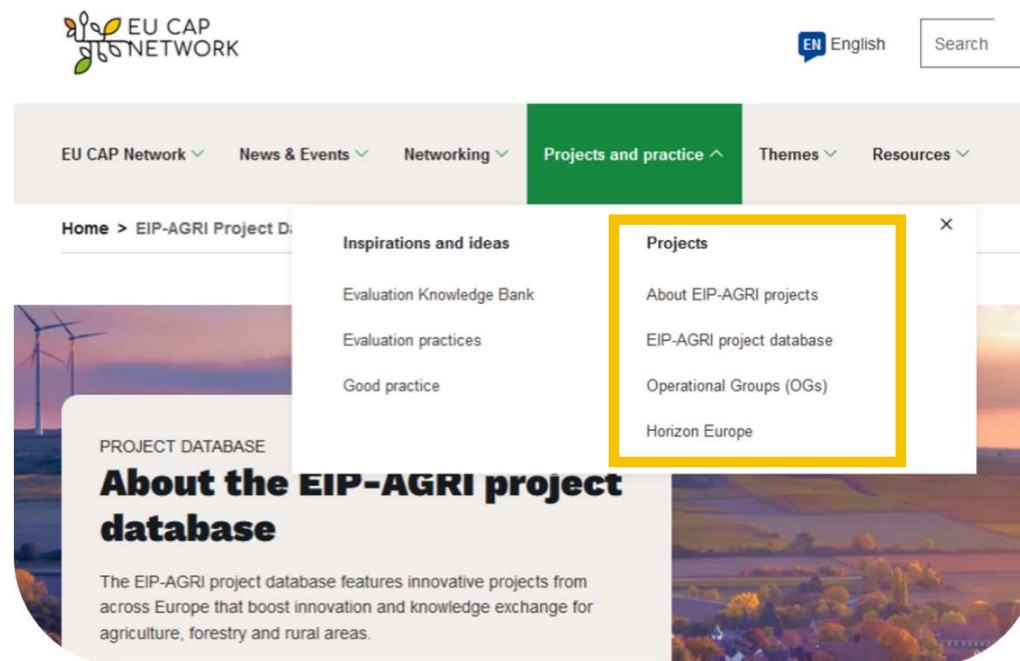 EU CAP
NETWORK
EN English
Search
EU CAP Network
News & Events
Networking
Projects and practice
Themes
Resources
Home > EIP-AGRI Project D
Inspirations and ideas
Evaluation Knowledge Bank
Evaluation practices
Good practice
Projects
About EIP-AGRI projects
EIP-AGRI project database
Operational Groups (OGs)
Horizon Europe
PROJECT DATABASE
About the EIP-AGRI project
database
The EIP-AGRI project database features innovative projects from
across Europe that boost innovation and knowledge exchange for
agriculture, forestry and rural areas.